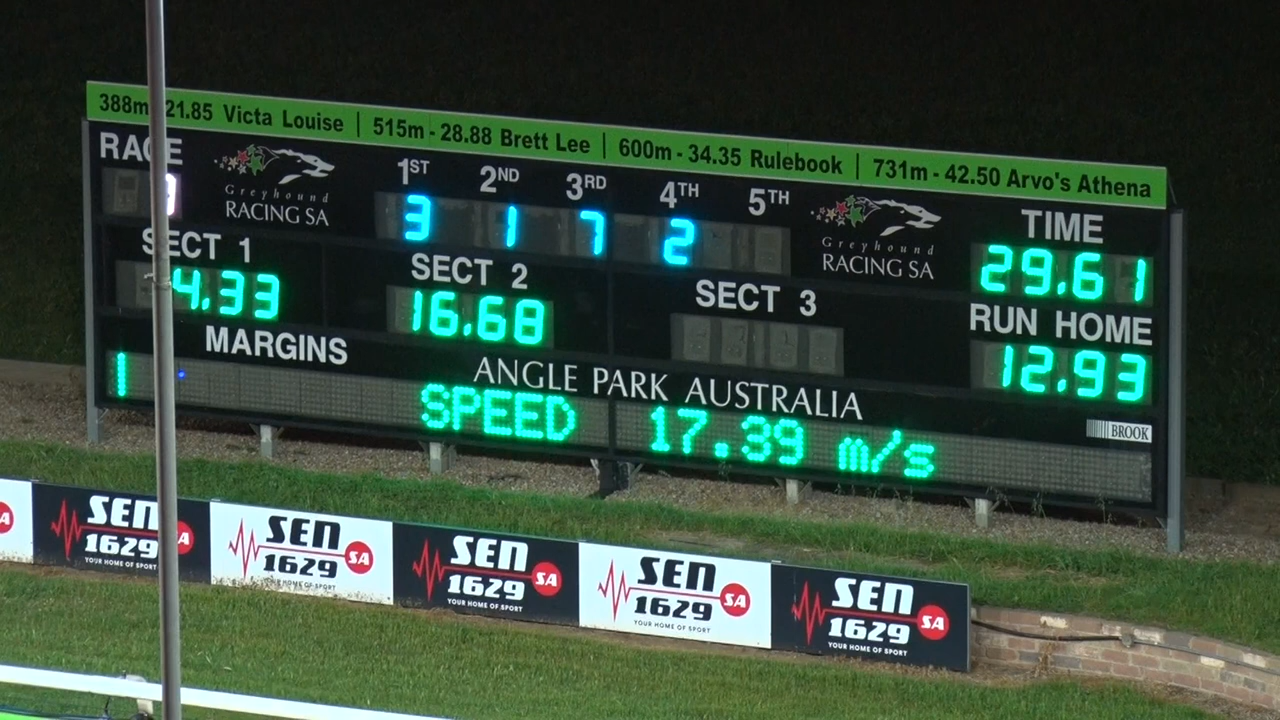 388m 21.85 Victa Louise | 515m - 28.88 Brett Lee | 600m - 34.35 Rulebook | 731m - 42.50 Arvo's Athena
RACE
Greyhound
RACING SA
1ST 2ND 3RD 4TH 5TH
3 1 7 2
Greyhound
RACING SA
TIME
29.61
SECT 1
4.33
SECT 2
16.68
SECT 3
RUN HOME
12.93
MARGINS
ANGLE PARK AUSTRALIA
1 SPEED 17.39 m/s
BROOK
SA
SEN
1629 SA
SEN
1629 SA
YOUR HOME OF SPORT
SEN
1629 SA
YOUR HOME OF SPORT
SEN
1629 SA
YOUR HOME OF SPORT
SEN
1629 SA
YOUR HOME OF SPORT